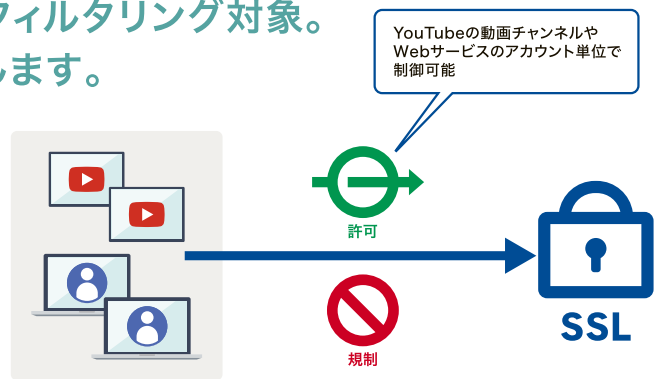 フィルタリング対象。
します。
YouTubeの動画チャンネルや
Webサービスのアカウント単位で
制御可能
許可
規制
SSL